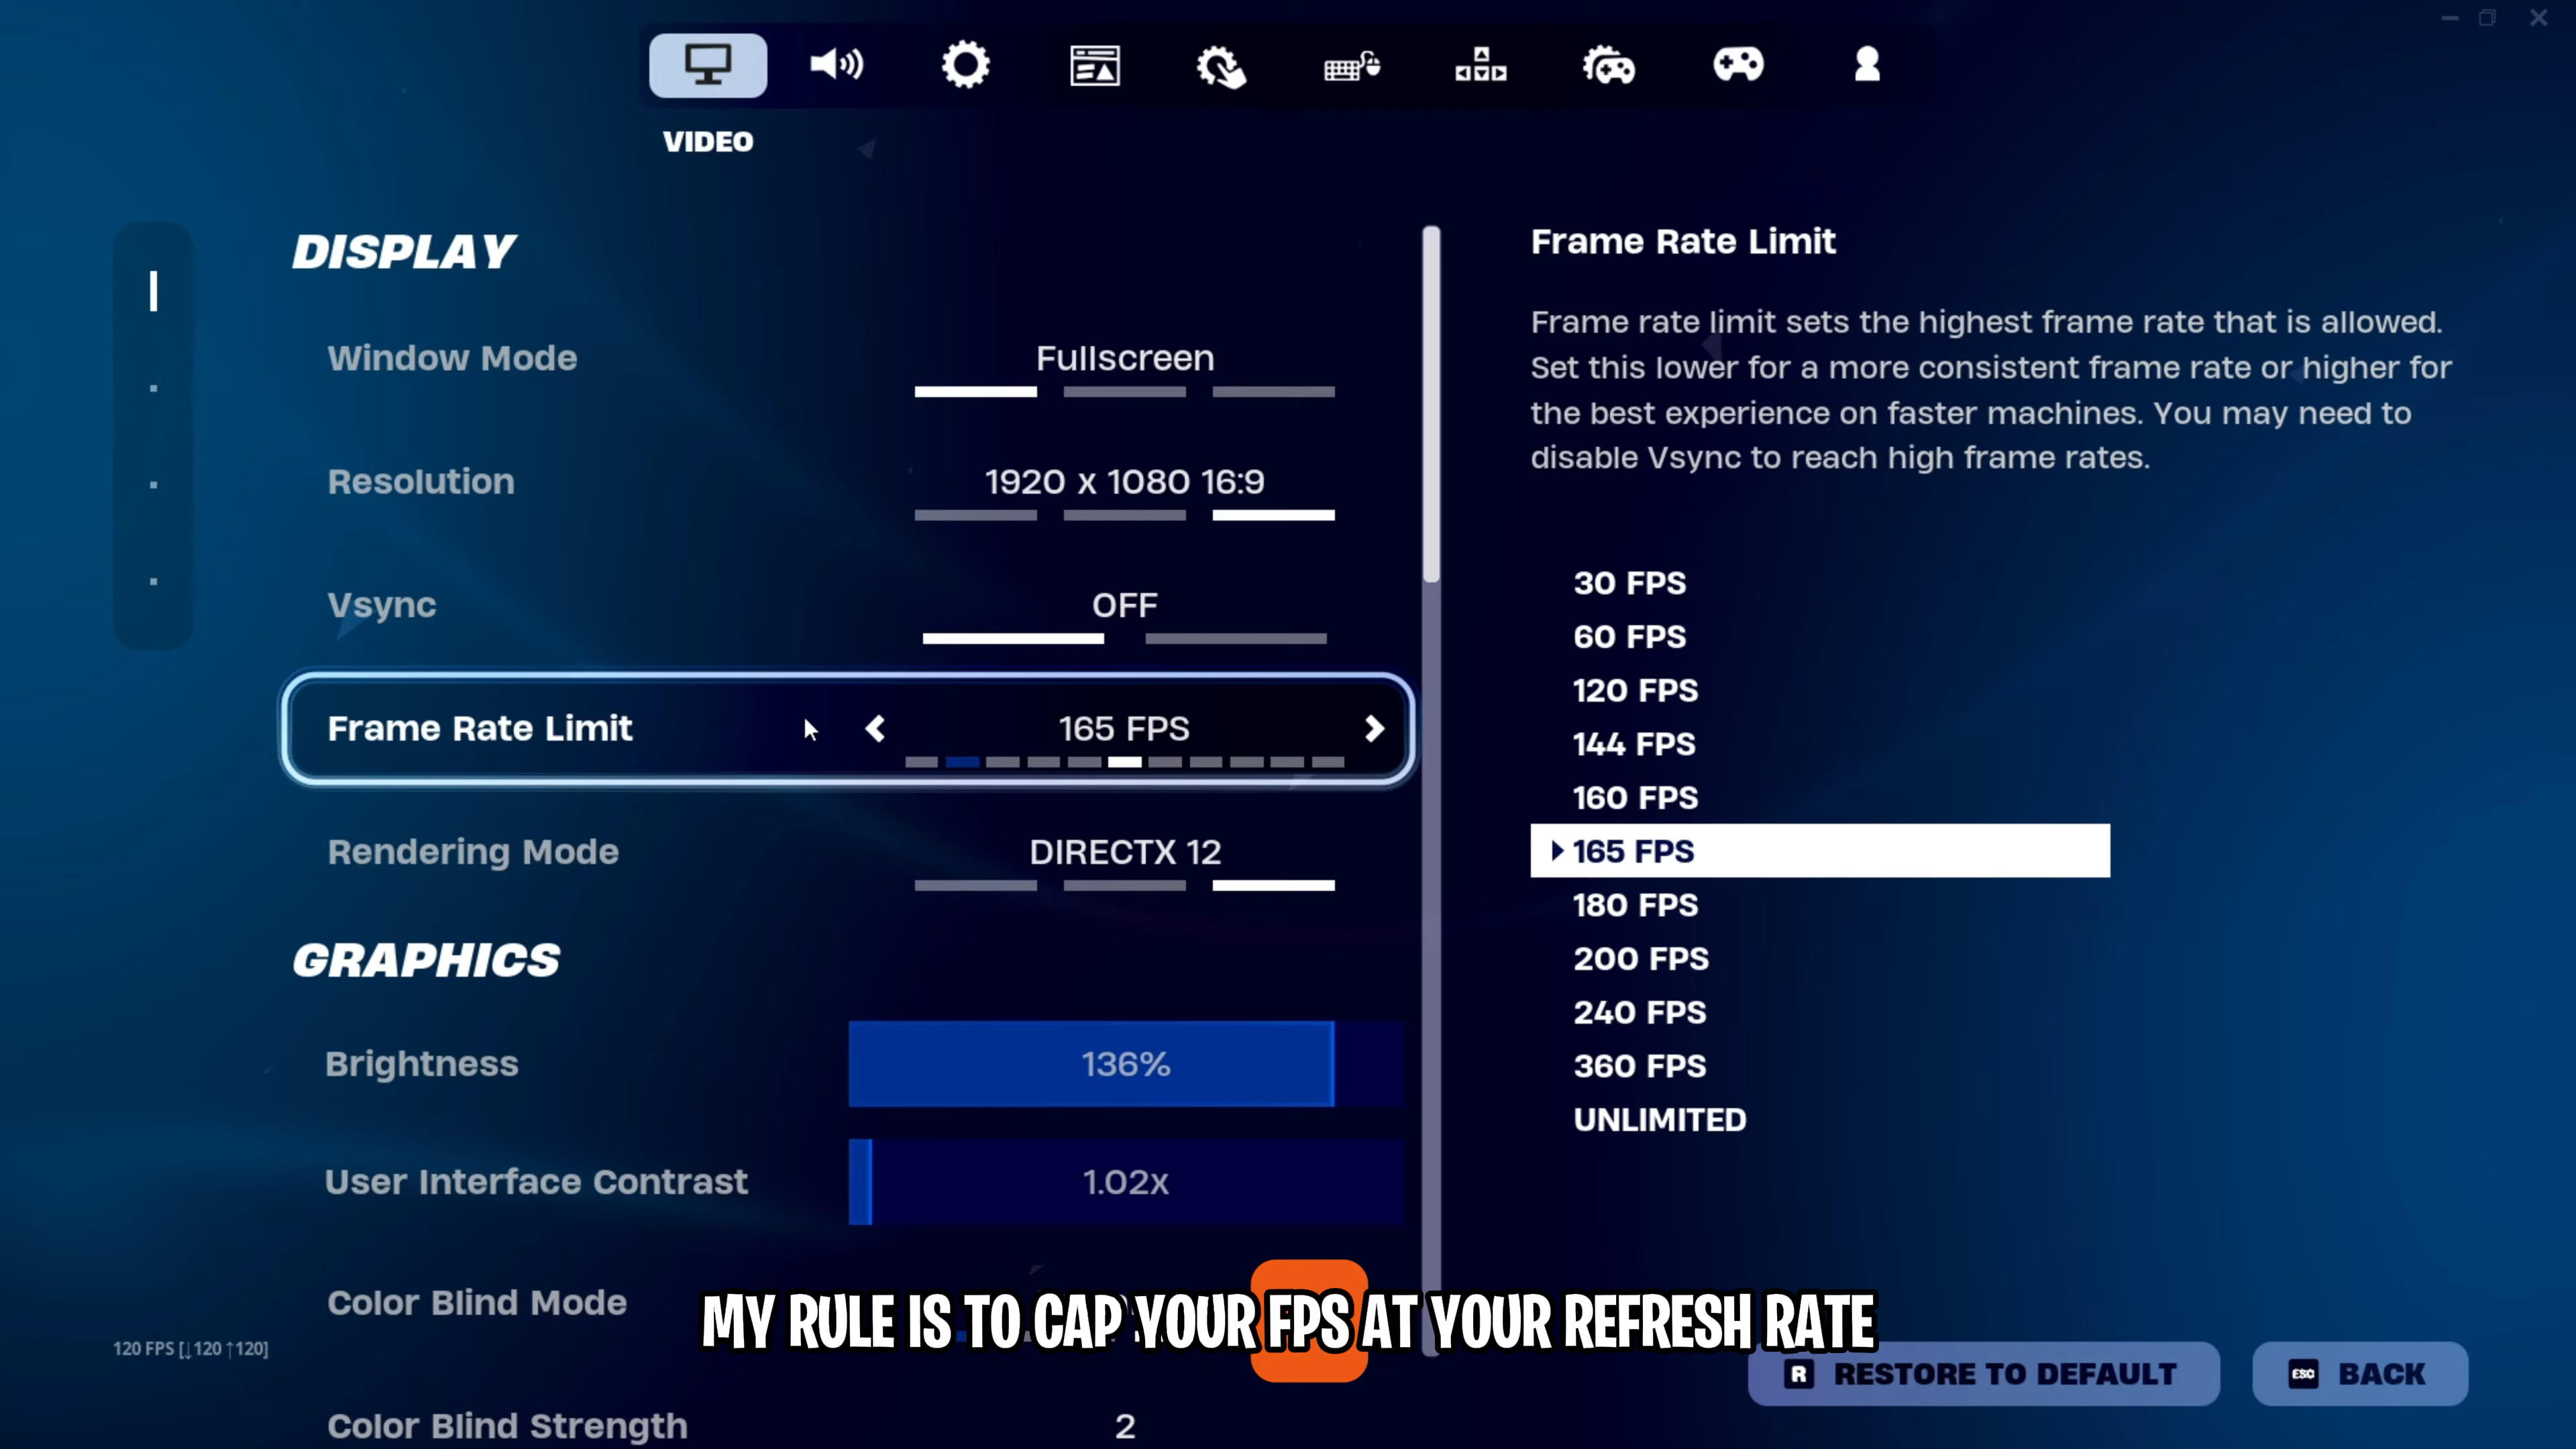 VIDEO
DISPLAY
Window Mode
Fullscreen
Resolution
1920 x 1080 16:9
Vsync
OFF
Frame Rate Limit
165 FPS
Rendering Mode
DIRECTX 12
GRAPHICS
Brightness
136%
User Interface Contrast
1.02x
Color Blind Mode
Color Blind Strength
2
Frame Rate Limit
Frame rate limit sets the highest frame rate that is allowed.
Set this lower for a more consistent frame rate or higher for
the best experience on faster machines. You may need to
disable Vsync to reach high frame rates.
30 FPS
60 FPS
120 FPS
144 FPS
160 FPS
165 FPS
180 FPS
200 FPS
240 FPS
360 FPS
UNLIMITED
MY RULE IS TO CAP YOUR FPS AT YOUR REFRESH RATE
120 FPS [↓120 ↑120]
R RESTORE TO DEFAULT
ESC BACK